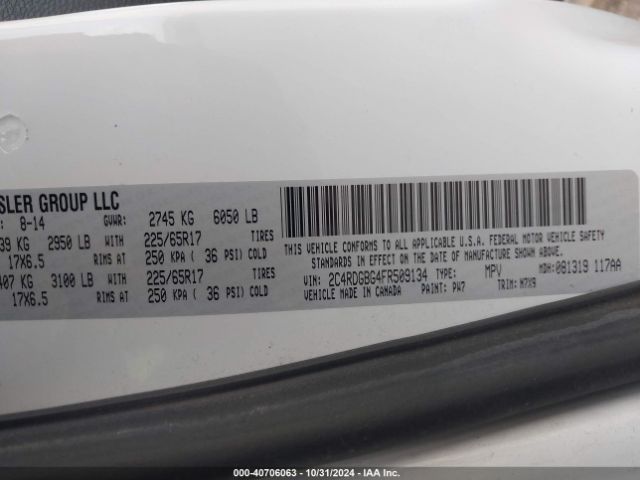 SLER GROUP LLC
: 8-14 GVWR: 2745 KG 6050 LB
39 KG 2950 LB WITH 225/65R17 TIRES
17X6.5 RIMS AT 250 KPA ( 36 PSI) COLD
407 KG 3100 LB WITH 225/65R17 TIRES
17X6.5 RIMS AT 250 KPA ( 36 PSI) COLD
THIS VEHICLE CONFORMS TO ALL APPLICABLE U.S.A. FEDERAL MOTOR VEHICLE SAFETY
STANDARDS IN EFFECT ON THE DATE OF MANUFACTURE SHOWN ABOVE.
VIN: 2C4RDGBG4FR509134 TYPE: MPV MDH: 081319 117AA
VEHICLE MADE IN CANADA PAINT: PW7 TRIM: M7X9
000-40706063 - 10/31/2024 - IAA Inc.